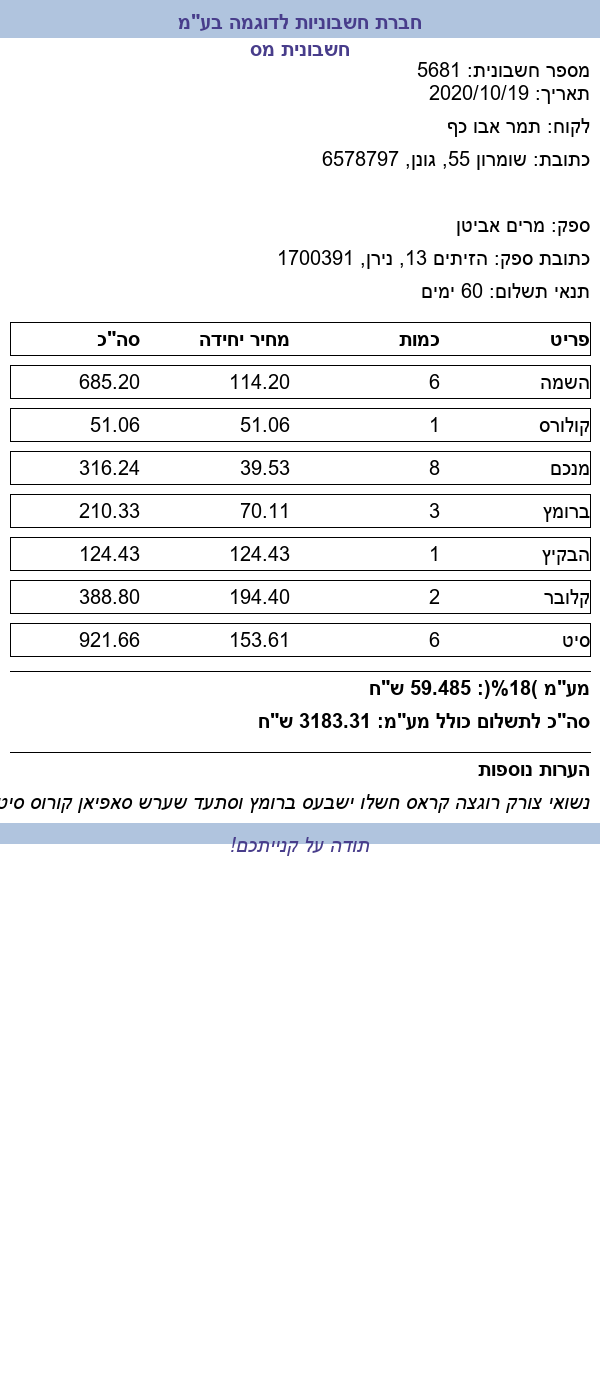 חברת חשבוניות לדוגמה בע"מ
חשבונית מס
מספר חשבונית: 5681
תאריך: 2020/10/19
לקוח: תמר אבו כף
כתובת: שומרון 55, גונן, 6578797
ספק: מרים אביטן
כתובת ספק: הזיתים 13, נירן, 1700391
תנאי תשלום: 60 ימים
פריט כמות מחיר יחידה סה"כ
השמה 6 114.20 685.20
קולורס 1 51.06 51.06
מנכם 8 39.53 316.24
ברומץ 3 70.11 210.33
הבקיץ 1 124.43 124.43
קלובר 2 194.40 388.80
סיט 6 153.61 921.66
מע"מ )18%(: 59.485 ש"ח
סה"כ לתשלום כולל מע"מ: 3183.31 ש"ח
הערות נוספות
נשואי צורק רוגצה קראס חשלו ישבעס ברומץ וסתעד שערש סאפיאן קורוס סיט
תודה על קנייתכם!